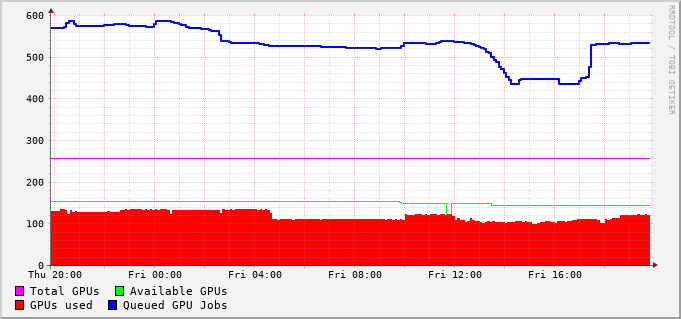 RRDTOOL / TOBI OETIKER
600
500
400
300
200
100
0
Thu 20:00 Fri 00:00 Fri 04:00 Fri 08:00 Fri 12:00 Fri 16:00
Total GPUs Available GPUs
GPUs used Queued GPU Jobs